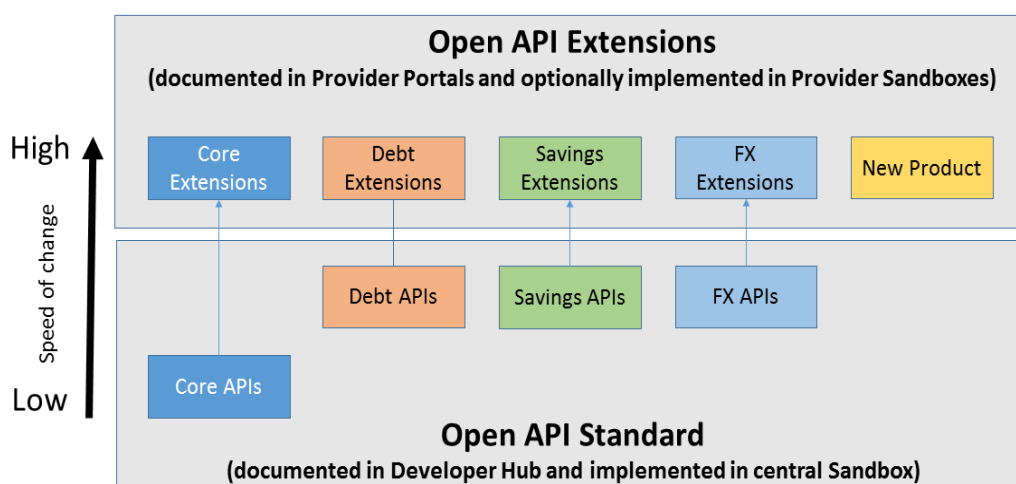 Open API Extensions
(documented in Provider Portals and optionally implemented in Provider Sandboxes)
High
Speed of change
Low
Core
Extensions
Debt
Extensions
Savings
Extensions
FX
Extensions
New Product
Debt APIs
Savings APIs
FX APIs
Core APIs
Open API Standard
(documented in Developer Hub and implemented in central Sandbox)